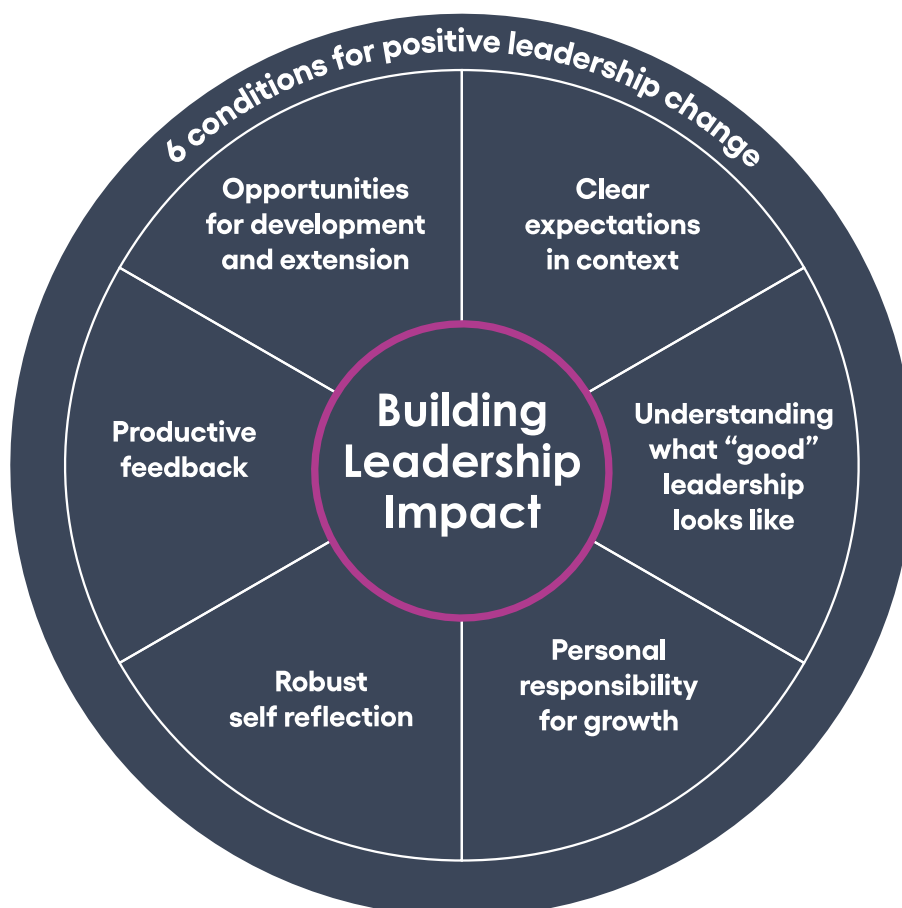 6 conditions for positive leadership change
Opportunities
for development
and extension
Clear
expectations
in context
Productive
feedback
Building
Leadership
Impact
Understanding
what “good”
leadership
looks like
Robust
self reflection
Personal
responsibility
for growth